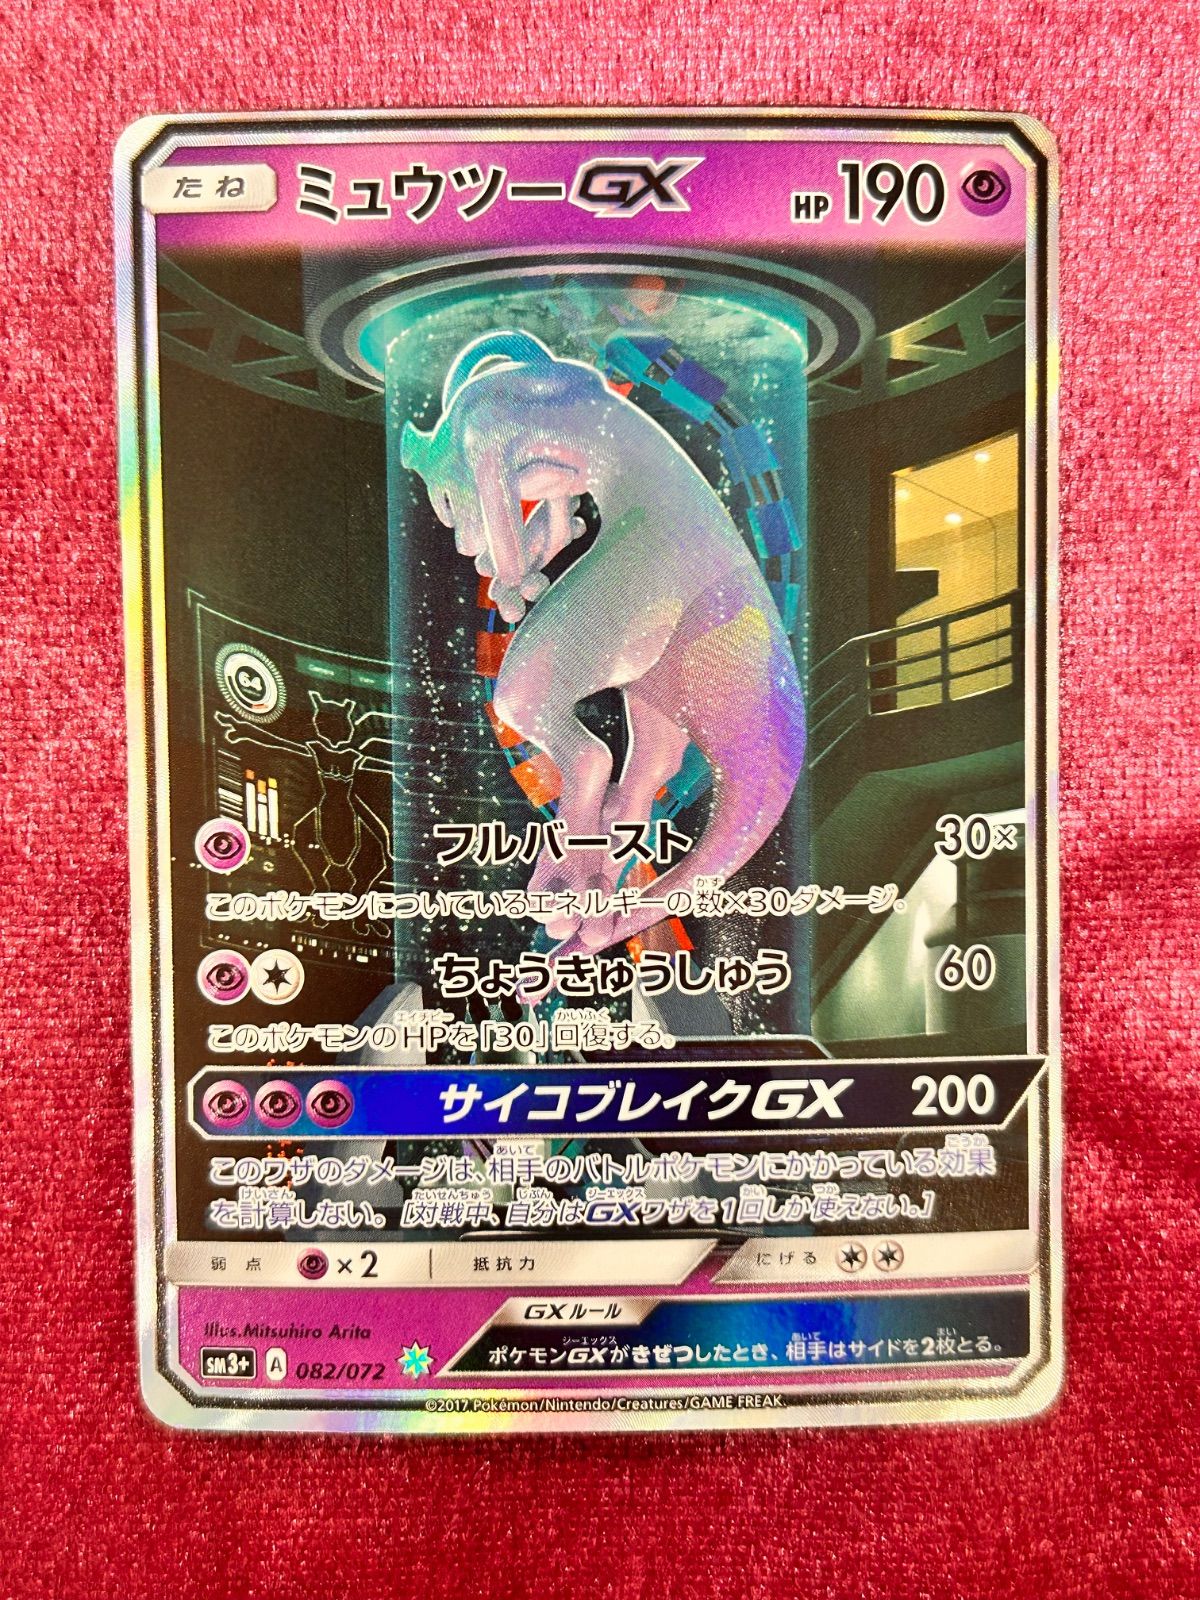 たね ミュウツーGX HP 190
64
フルバースト 30×
このポケモンについているエネルギーの数×30ダメージ。
ちょうきゅうしゅう 60
このポケモンのHPを「30」回復する。
サイコブレイクGX 200
このワザのダメージは、相手のバトルポケモンにかかっている効果
を計算しない。[対戦中、自分はGXワザを1回しか使えない。]
弱点 ×2 抵抗力 にげる
GXルール
ポケモンGXがきぜつしたとき、相手はサイドを2枚とる。
Illus.Mitsuhiro Arita
SM3+ A 082/072
©2017 Pokémon/Nintendo/Creatures/GAME FREAK.